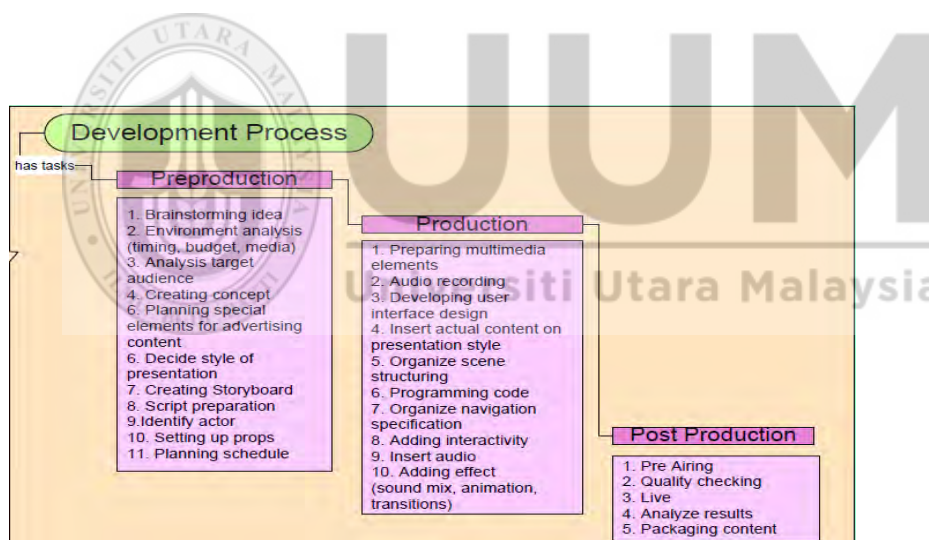 UNIVERSITI UTARA MALAYSIA
UUM
Universiti Utara Malaysia
Development Process
has tasks
Preproduction
1. Brainstorming idea
2. Environment analysis
(timing, budget, media)
3. Analysis target
audience
4. Creating concept
6. Planning special
elements for advertising
content
6. Decide style of
presentation
7. Creating Storyboard
8. Script preparation
9.Identify actor
10. Setting up props
11. Planning schedule
Production
1. Preparing multimedia
elements
2. Audio recording
3. Developing user
interface design
4. Insert actual content on
presentation style
5. Organize scene
structuring
6. Programming code
7. Organize navigation
specification
8. Adding interactivity
9. Insert audio
10. Adding effect
(sound mix, animation,
transitions)
Post Production
1. Pre Airing
2. Quality checking
3. Live
4. Analyze results
5. Packaging content